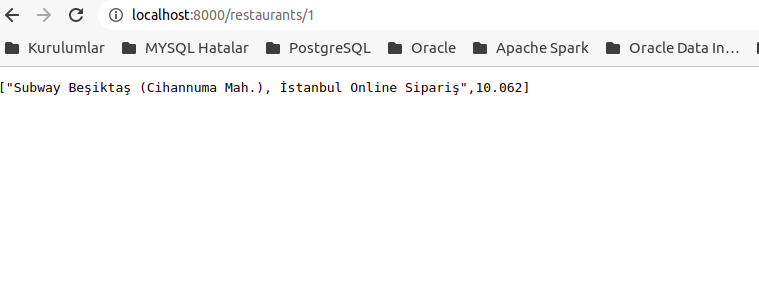 localhost:8000/restaurants/1
Kurulumlar MYSQL Hatalar PostgreSQL Oracle Apache Spark Oracle Data In…
["Subway Beşiktaş (Cihannuma Mah.), İstanbul Online Sipariş",10.062]